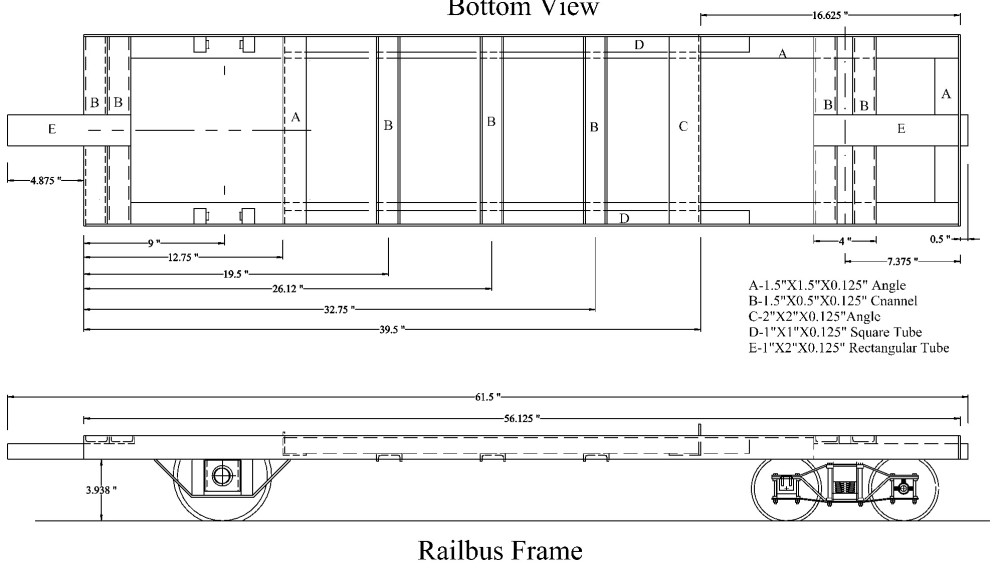 Bottom View
16.625 "
D
A
B B
A
B B
A
E
B
B
B
C
E
4.875 "
D
9 "
4 "
0.5 "
12.75 "
7.375 "
19.5 "
26.12 "
32.75 "
39.5 "
A-1.5"X1.5"X0.125" Angle
B-1.5"X0.5"X0.125" Cnannel
C-2"X2"X0.125"Angle
D-1"X1"X0.125" Square Tube
E-1"X2"X0.125" Rectangular Tube
61.5 "
56.125 "
3.938 "
Railbus Frame